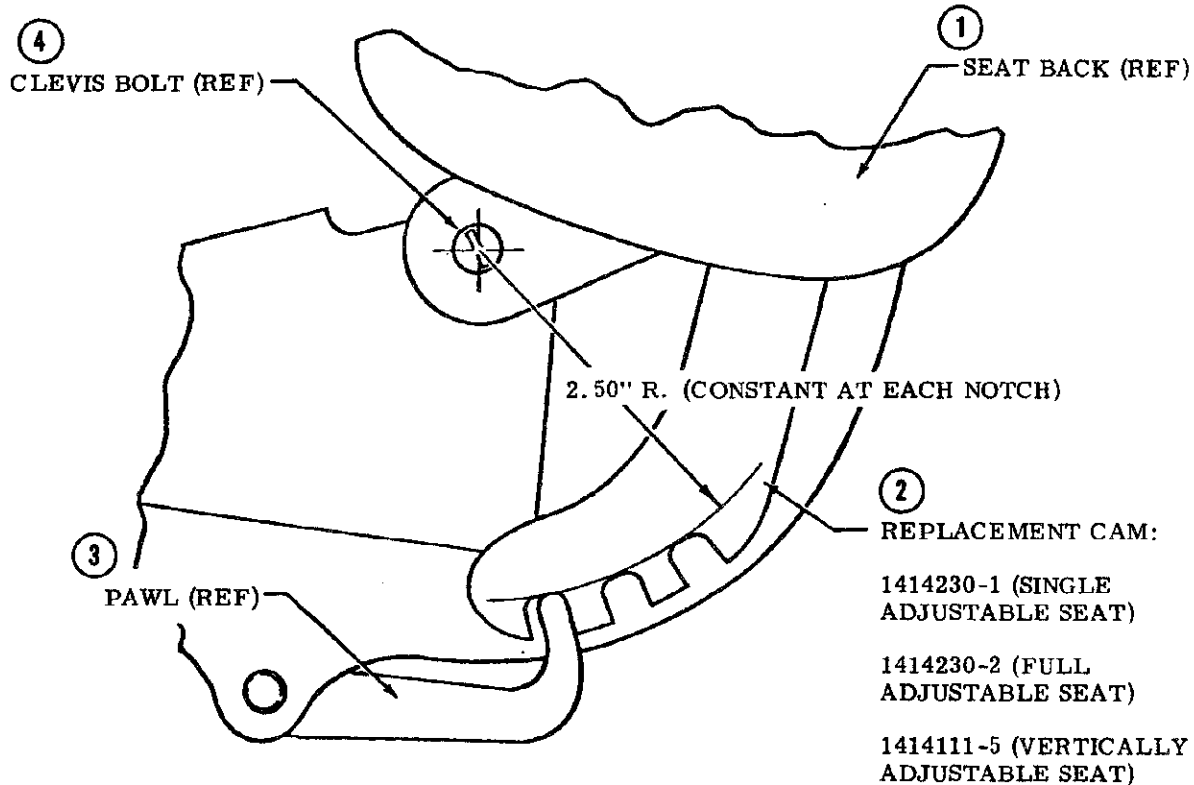 4
CLEVIS BOLT (REF)
1
SEAT BACK (REF)
2.50" R. (CONSTANT AT EACH NOTCH)
2
REPLACEMENT CAM:
1414230-1 (SINGLE
ADJUSTABLE SEAT)
1414230-2 (FULL
ADJUSTABLE SEAT)
1414111-5 (VERTICALLY
ADJUSTABLE SEAT)
3
PAWL (REF)